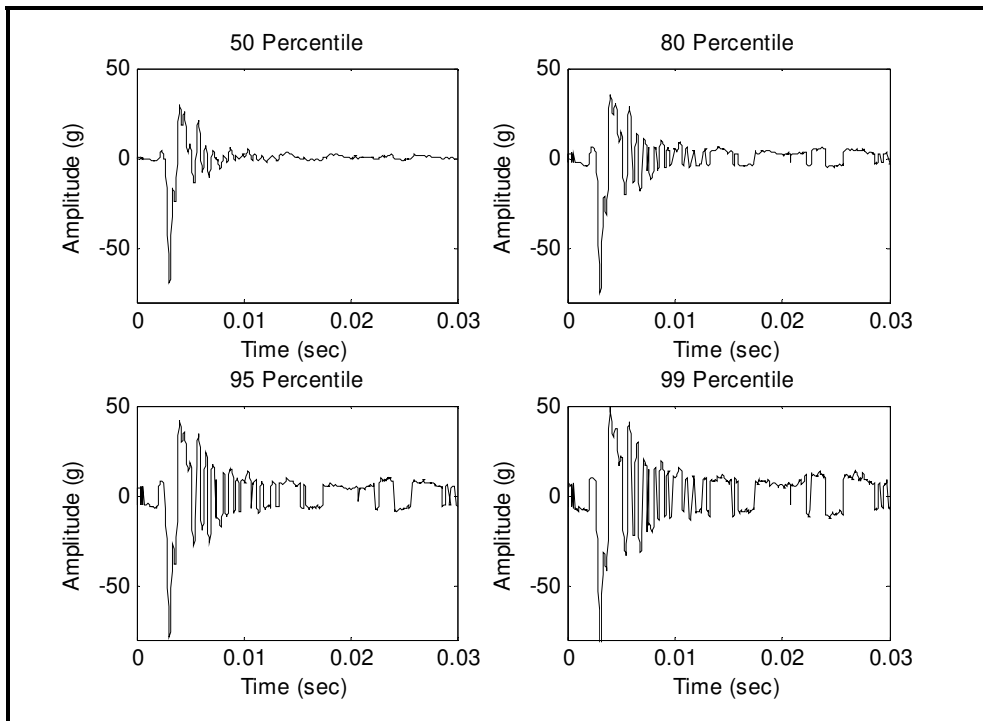 50 Percentile
50
0
-50
Amplitude (g)
0
0.01
0.02
0.03
Time (sec)
80 Percentile
50
0
-50
Amplitude (g)
0
0.01
0.02
0.03
Time (sec)
95 Percentile
50
0
-50
Amplitude (g)
0
0.01
0.02
0.03
Time (sec)
99 Percentile
50
0
-50
Amplitude (g)
0
0.01
0.02
0.03
Time (sec)